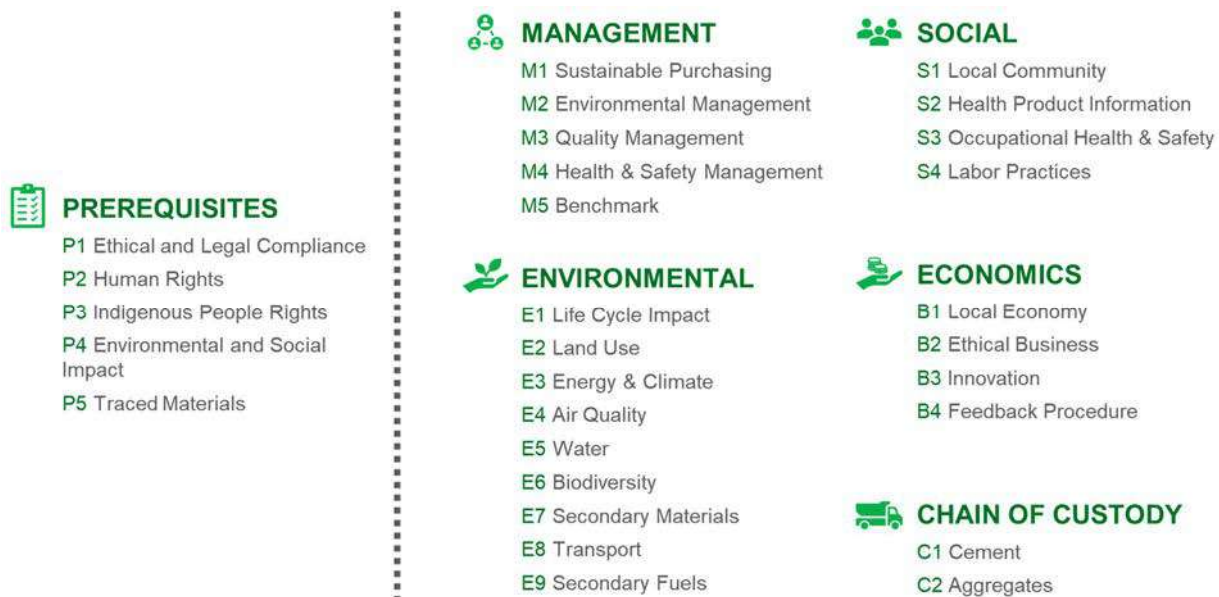 PREREQUISITES
P1 Ethical and Legal Compliance
P2 Human Rights
P3 Indigenous People Rights
P4 Environmental and Social
Impact
P5 Traced Materials
MANAGEMENT
M1 Sustainable Purchasing
M2 Environmental Management
M3 Quality Management
M4 Health & Safety Management
M5 Benchmark
ENVIRONMENTAL
E1 Life Cycle Impact
E2 Land Use
E3 Energy & Climate
E4 Air Quality
E5 Water
E6 Biodiversity
E7 Secondary Materials
E8 Transport
E9 Secondary Fuels
SOCIAL
S1 Local Community
S2 Health Product Information
S3 Occupational Health & Safety
S4 Labor Practices
ECONOMICS
B1 Local Economy
B2 Ethical Business
B3 Innovation
B4 Feedback Procedure
CHAIN OF CUSTODY
C1 Cement
C2 Aggregates